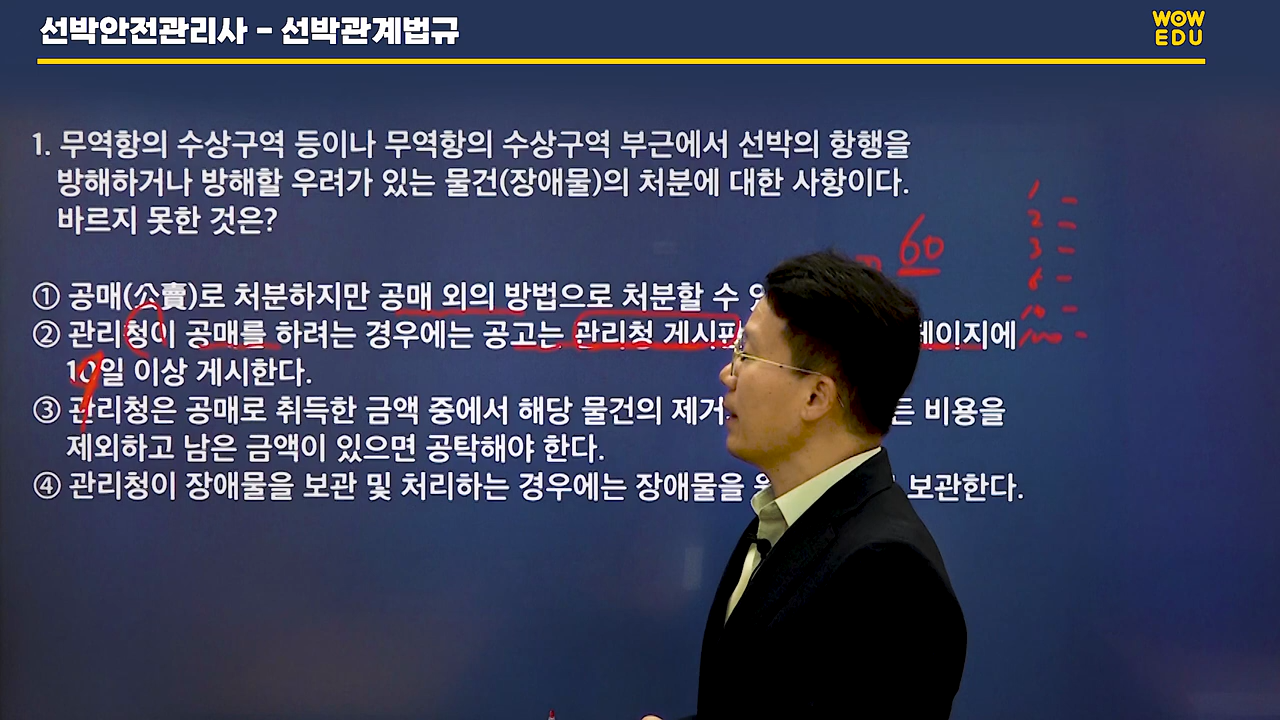 선박안전관리사 - 선박관계법규
WOW
EDU
1. 무역항의 수상구역 등이나 무역항의 수상구역 부근에서 선박의 항행을
방해하거나 방해할 우려가 있는 물건(장애물)의 처분에 대한 사항이다.
바르지 못한 것은?
60
1 -
2 -
3 -
① 공매(公賣)로 처분하지만 공매 외의 방법으로 처분할 수
② 관리청이 공매를 하려는 경우에는 공고는 관리청 게시판 페이지에
10일 이상 게시한다.
③ 관리청은 공매로 취득한 금액 중에서 해당 물건의 제거 비용을
제외하고 남은 금액이 있으면 공탁해야 한다.
④ 관리청이 장애물을 보관 및 처리하는 경우에는 장애물을 보관한다.